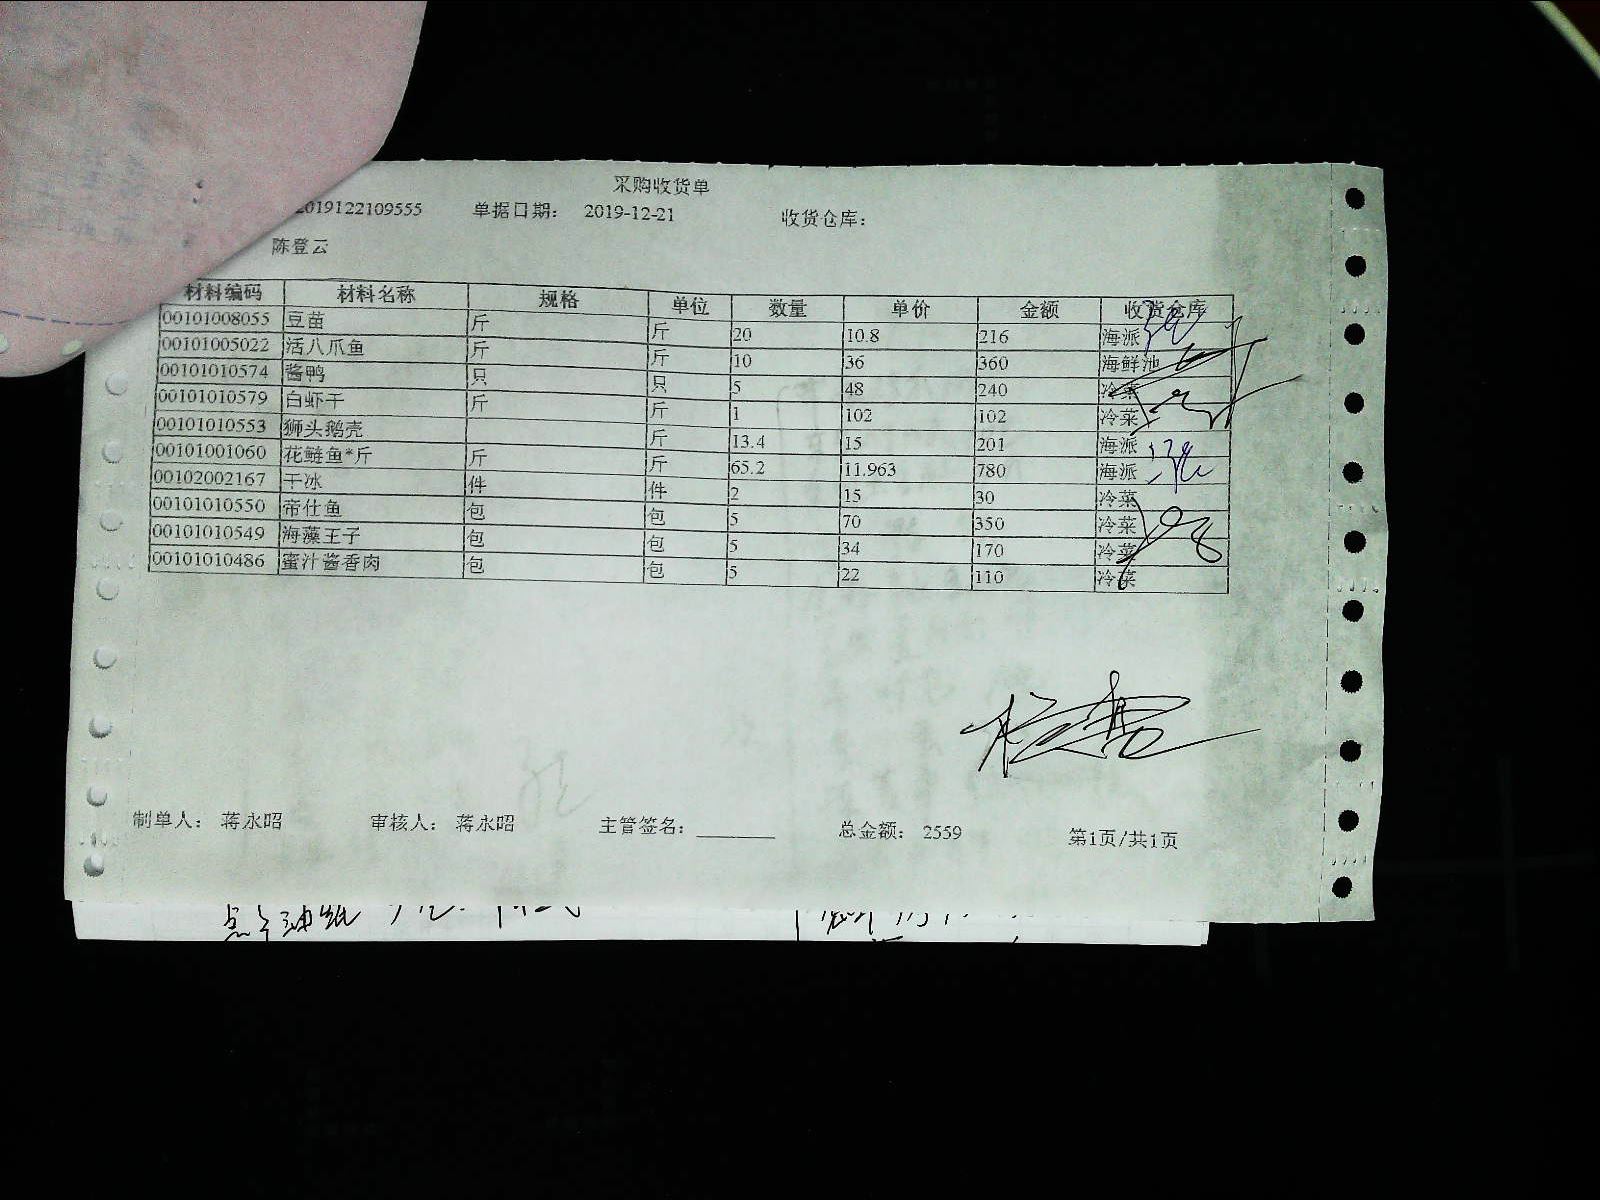 采购收货单
2019122109555 单据日期: 2019-12-21 收货仓库:
陈登云
材料编码 材料名称 规格 单位 数量 单价 金额 收货仓库
00101008055 豆苗 斤 斤 20 10.8 216 海派
00101005022 活八爪鱼 斤 斤 10 36 360 海鲜池
00101010574 酱鸭 只 只 5 48 240 冷菜
00101010579 白虾干 斤 斤 1 102 102 冷菜
00101010553 狮头鹅壳 斤 13.4 15 201 海派
00101001060 花鲢鱼*斤 斤 斤 65.2 11.963 780 海派
00102002167 干冰 件 件 2 15 30 冷菜
00101010550 帝仕鱼 包 包 5 70 350 冷菜
00101010549 海藻王子 包 包 5 34 170 冷菜
00101010486 蜜汁酱香肉 包 包 5 22 110 冷菜
制单人: 蒋永昭 审核人: 蒋永昭 主管签名: 总金额: 2559 第1页/共1页